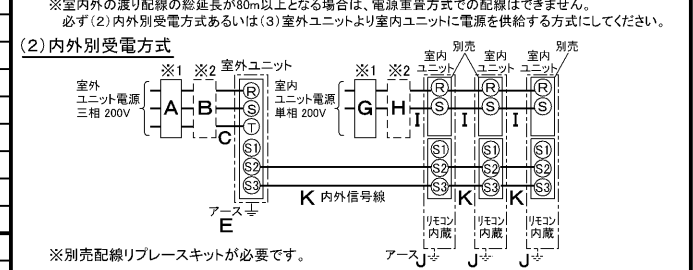 ※室内外の渡り配線の総延長が80m以上となる場合は、電源重畳方式での配線はできません。
必ず(2)内外別受電方式あるいは(3)室外ユニットより室内ユニットに電源を供給する方式にしてください。
(2)内外別受電方式
※1 ※2 室外ユニット
室外
ユニット電源
三相 200V
A B C
R
S
T
S1
S2
S3
アース
E
※1 ※2
室内
ユニット電源
単相 200V
G H
室内
ユニット
別売
室内
ユニット
室内
ユニット
別売
R R R
S S S
I I I
S1 S1 S1
S2 S2 S2
S3 S3 S3
K 内外信号線
K K
リモコン
内蔵
リモコン
内蔵
リモコン
内蔵
アース J J J
※別売配線リプレースキットが必要です。